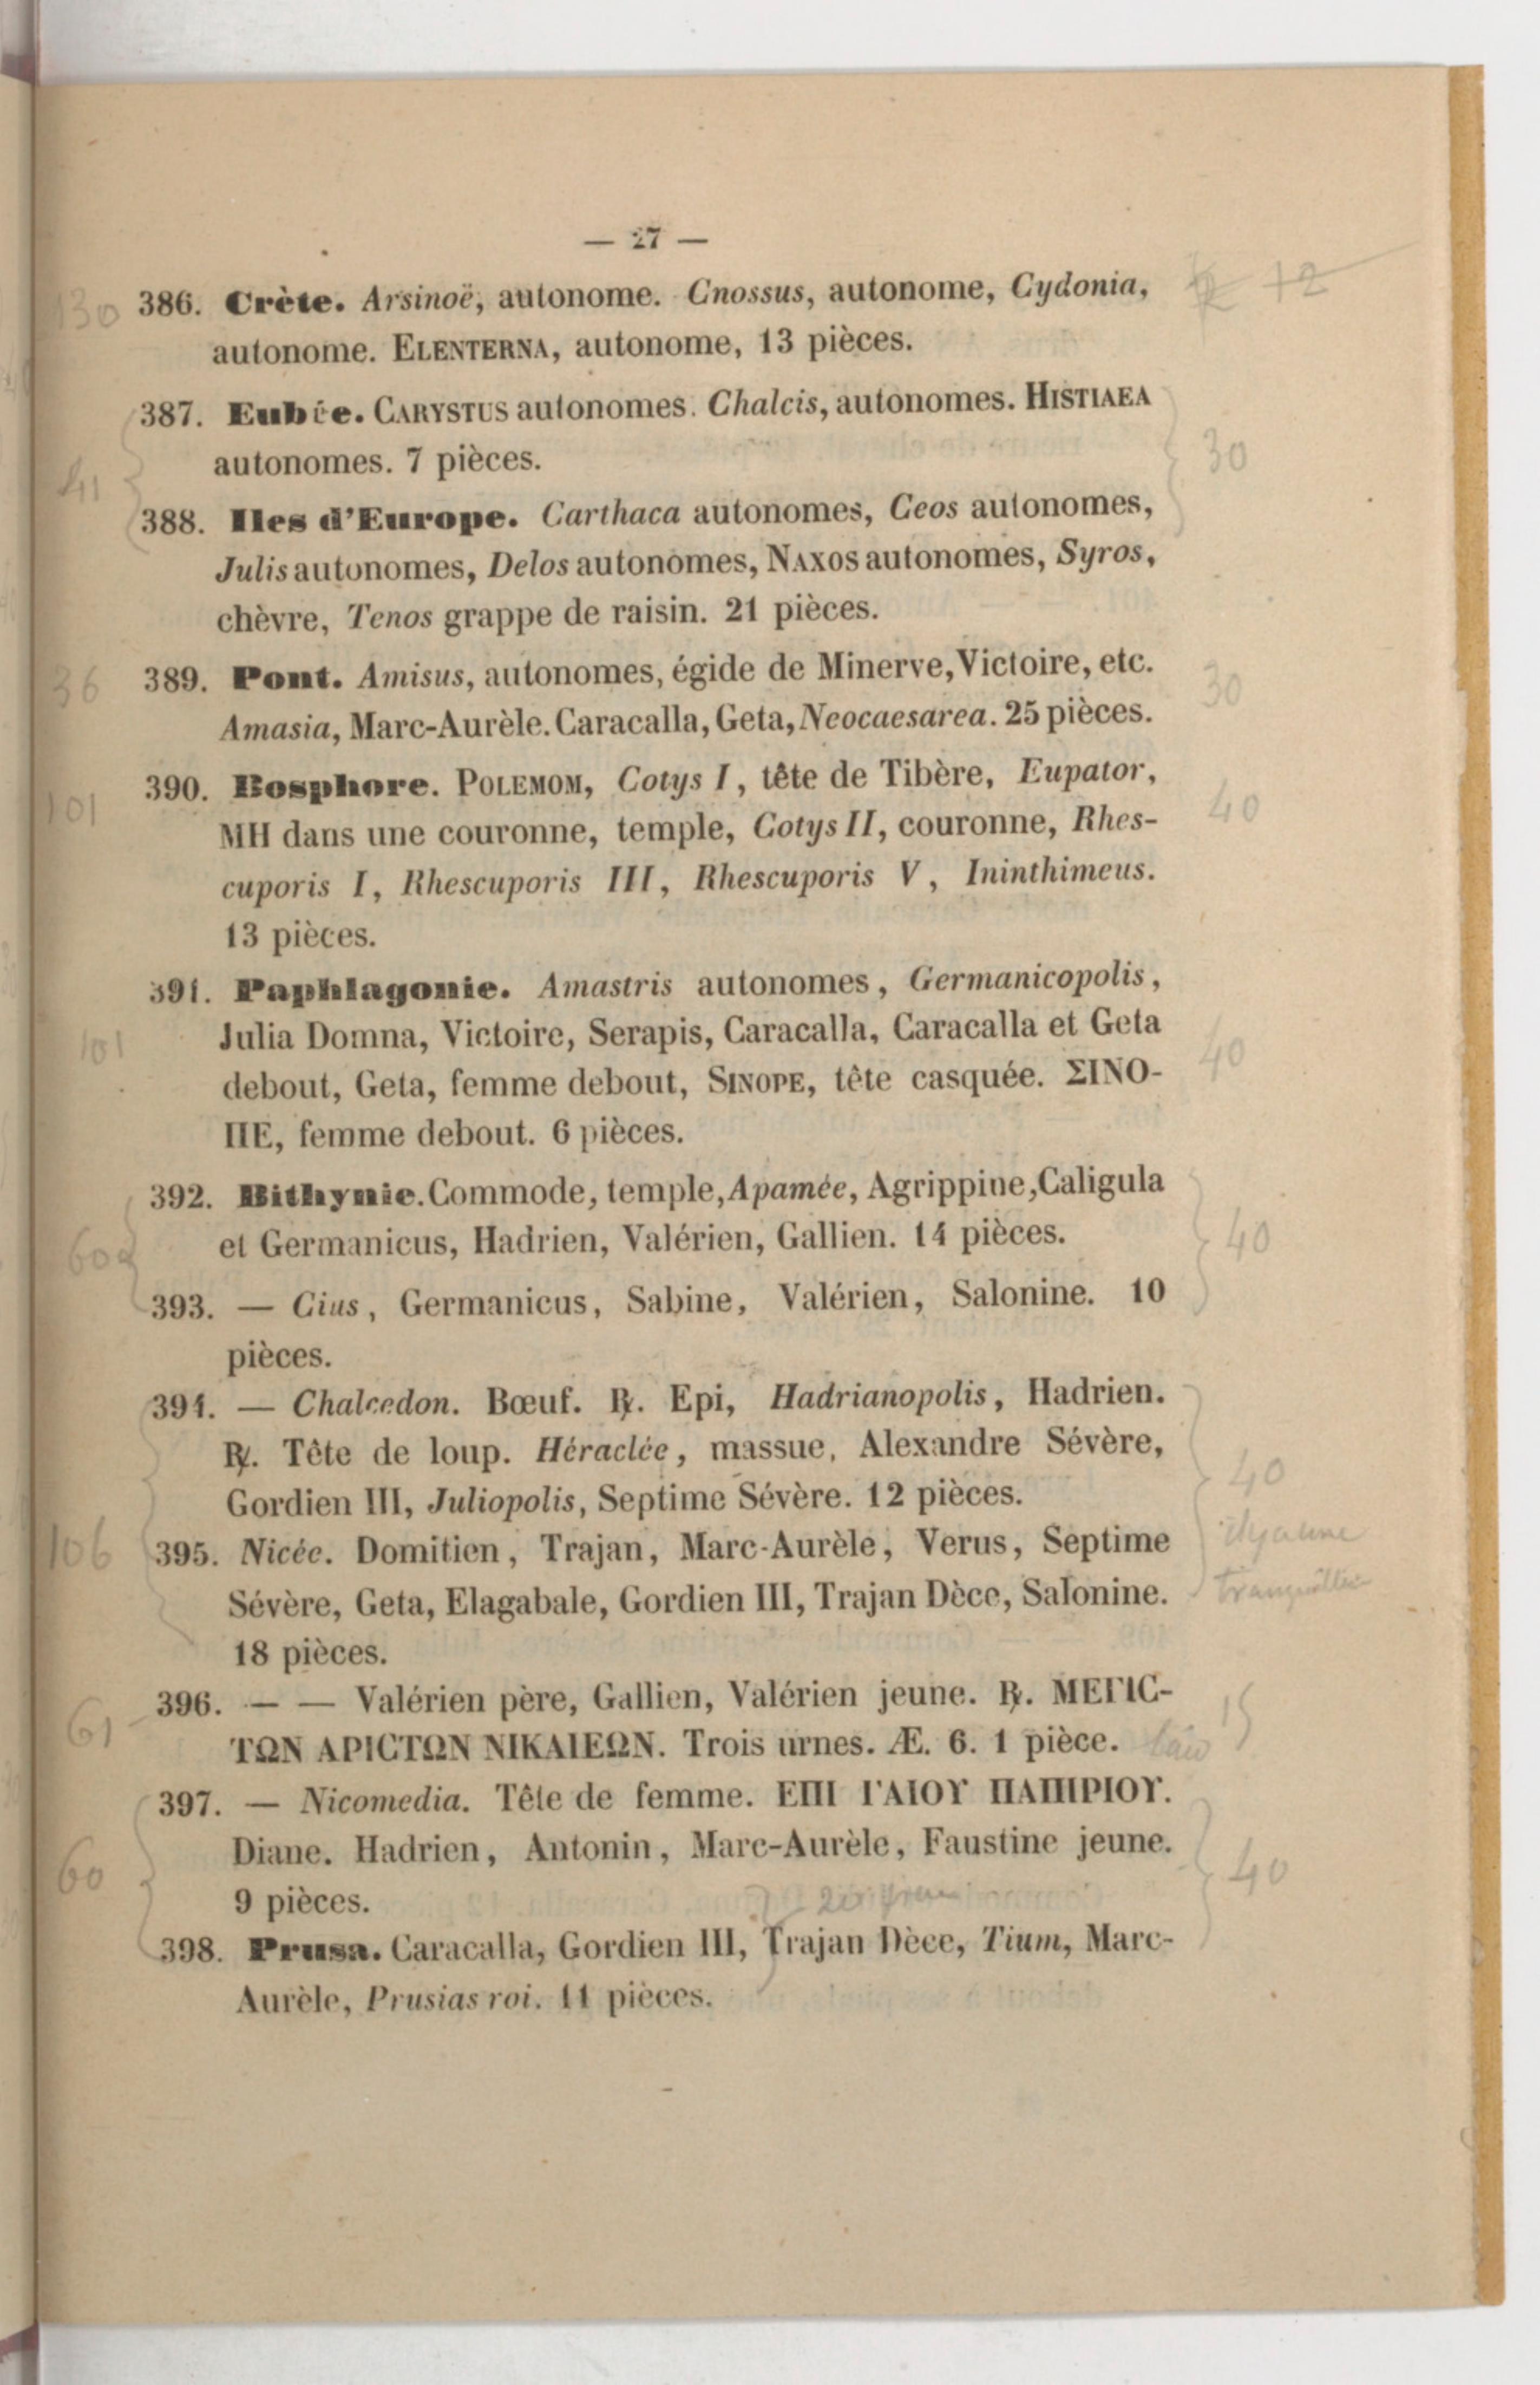 — 27 —
130 386. Crète. Arsinoë, autonome. Cnossus, autonome, Cydonia, 12
autonome. ELENTERNA, autonome, 13 pièces.
387. Eubée. CARYSTUS autonomes. Chalcis, autonomes. HISTIAEA
autonomes. 7 pièces. 30
41
388. Iles d'Europe. Carthaca autonomes, Ceos autonomes,
Julis autonomes, Delos autonomes, NAXOS autonomes, Syros,
chèvre, Tenos grappe de raisin. 21 pièces.
36 389. Pont. Amisus, autonomes, égide de Minerve, Victoire, etc. 30
Amasia, Marc-Aurèle. Caracalla, Geta, Neocaesarea. 25 pièces.
101 390. Bosphore. POLEMOM, Cotys I, tête de Tibère, Eupator, 40
MH dans une couronne, temple, Cotys II, couronne, Rhes-
cuporis I, Rhescuporis III, Rhescuporis V, Ininthimeus.
13 pièces.
391. Paphlagonie. Amastris autonomes, Germanicopolis,
101 Julia Domna, Victoire, Serapis, Caracalla, Caracalla et Geta 40
debout, Geta, femme debout, SINOPE, tête casquée. ΣINO-
ΠE, femme debout. 6 pièces.
392. Bithynie. Commode, temple, Apamée, Agrippine, Caligula
et Germanicus, Hadrien, Valérien, Gallien. 14 pièces. 40
393. — Cius, Germanicus, Sabine, Valérien, Salonine. 10
pièces.
394. — Chalcedon. Bœuf. ℞. Epi, Hadrianopolis, Hadrien.
℞. Tête de loup. Héraclée, massue, Alexandre Sévère, 40
Gordien III, Juliopolis, Septime Sévère. 12 pièces.
106 395. Nicée. Domitien, Trajan, Marc-Aurèle, Verus, Septime
Sévère, Geta, Elagabale, Gordien III, Trajan Dèce, Salonine.
18 pièces.
61 396. — — Valérien père, Gallien, Valérien jeune. ℞. ΜΕΓΙC-
ΤΩΝ ΑΡΙCΤΩΝ ΝΙΚΑΙΕΩΝ. Trois urnes. Æ. 6. 1 pièce. 15
397. — Nicomedia. Tête de femme. ΕΠΙ ΓΑΙΟΥ ΠΑΠΙΡΙΟΥ.
60 Diane. Hadrien, Antonin, Marc-Aurèle, Faustine jeune. 40
9 pièces.
398. Prusa. Caracalla, Gordien III, Trajan Dèce, Tium, Marc-
Aurèle, Prusias roi. 11 pièces.